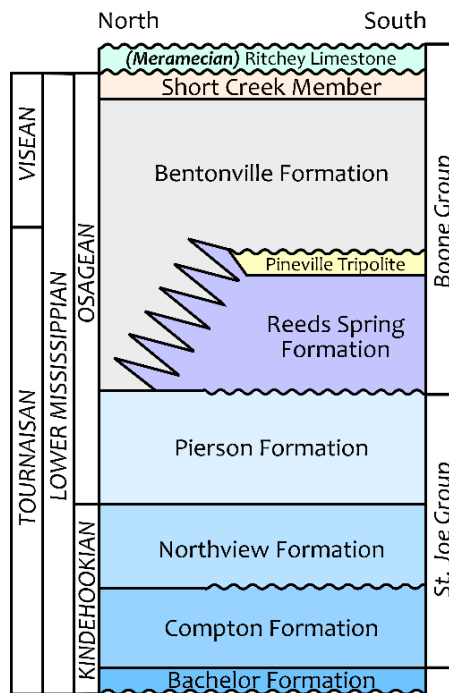 North
South
(Meramecian) Ritchey Limestone
Short Creek Member
Bentonville Formation
Pineville Tripolite
Reeds Spring
Formation
Pierson Formation
Northview Formation
Compton Formation
Bachelor Formation
VISEAN
TOURNAISAN
LOWER MISSISSIPPIAN
OSAGEAN
KINDEHOOKIAN
Boone Group
St. Joe Group